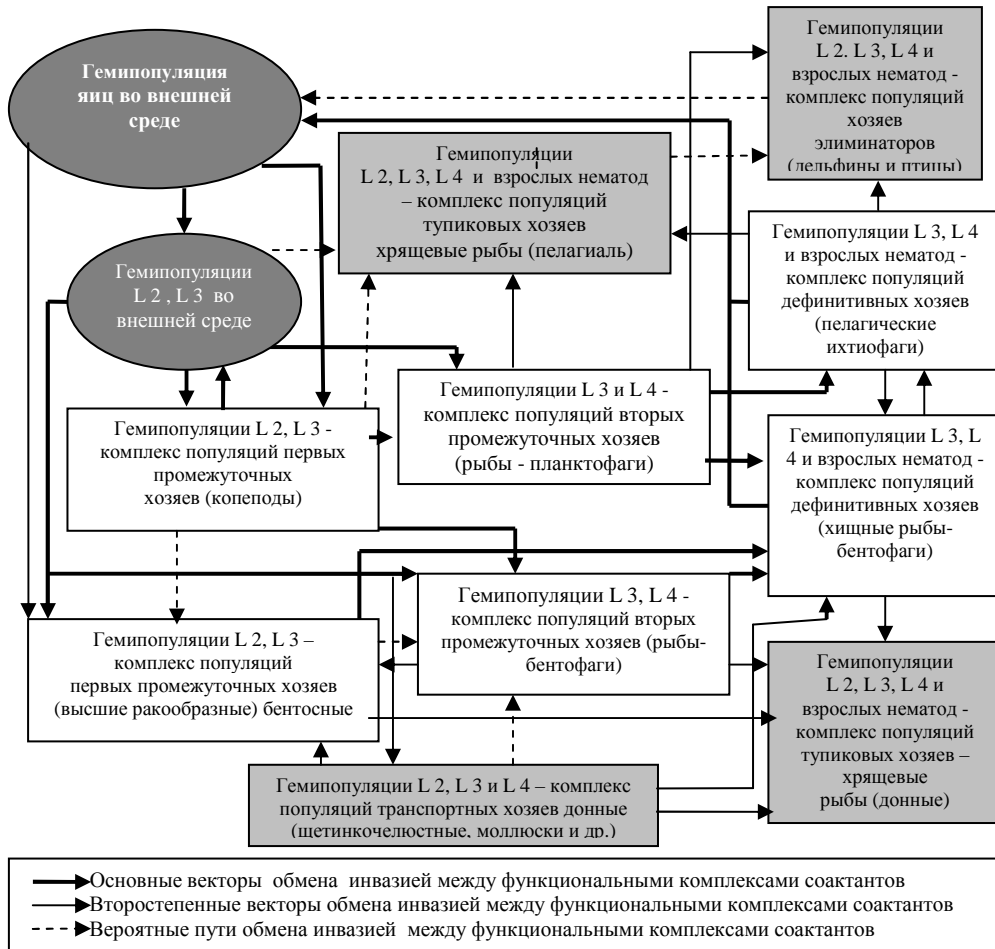 Гемипопуляция
яиц во внешней
среде
Гемипопуляции
L 2. L 3, L 4 и
взрослых нематод -
комплекс популяций
хозяев
элиминаторов
(дельфины и птицы)
Гемипопуляции
L 2, L 3, L 4 и взрослых нематод
– комплекс популяций
тупиковых хозяев
хрящевые рыбы (пелагиаль)
Гемипопуляции L 3, L 4
и взрослых нематод -
комплекс популяций
дефинитивных хозяев
(пелагические
ихтиофаги)
Гемипопуляции
L 2 , L 3 во
внешней среде
Гемипопуляции L 3 и L 4 -
комплекс популяций вторых
промежуточных хозяев
(рыбы - планктофаги)
Гемипопуляции L 2, L 3 -
комплекс популяций первых
промежуточных
хозяев (копеподы)
Гемипопуляции L 3, L
4 и взрослых нематод -
комплекс популяций
дефинитивных хозяев
(хищные рыбы-
бентофаги)
Гемипопуляции L 3, L 4 -
комплекс популяций вторых
промежуточных хозяев (рыбы-
бентофаги)
Гемипопуляции L 2, L 3 –
комплекс популяций
первых промежуточных хозяев
(высшие ракообразные) бентосные
Гемипопуляции
L 2, L 3, L 4 и
взрослых нематод -
комплекс популяций
тупиковых хозяев –
хрящевые
рыбы (донные)
Гемипопуляции L 2, L 3 и L 4 – комплекс
популяций транспортных хозяев донные
(щетинкочелюстные, моллюски и др.)
Основные векторы обмена инвазией между функциональными комплексами соактантов
Второстепенные векторы обмена инвазией между функциональными комплексами соактантов
Вероятные пути обмена инвазией между функциональными комплексами соактантов